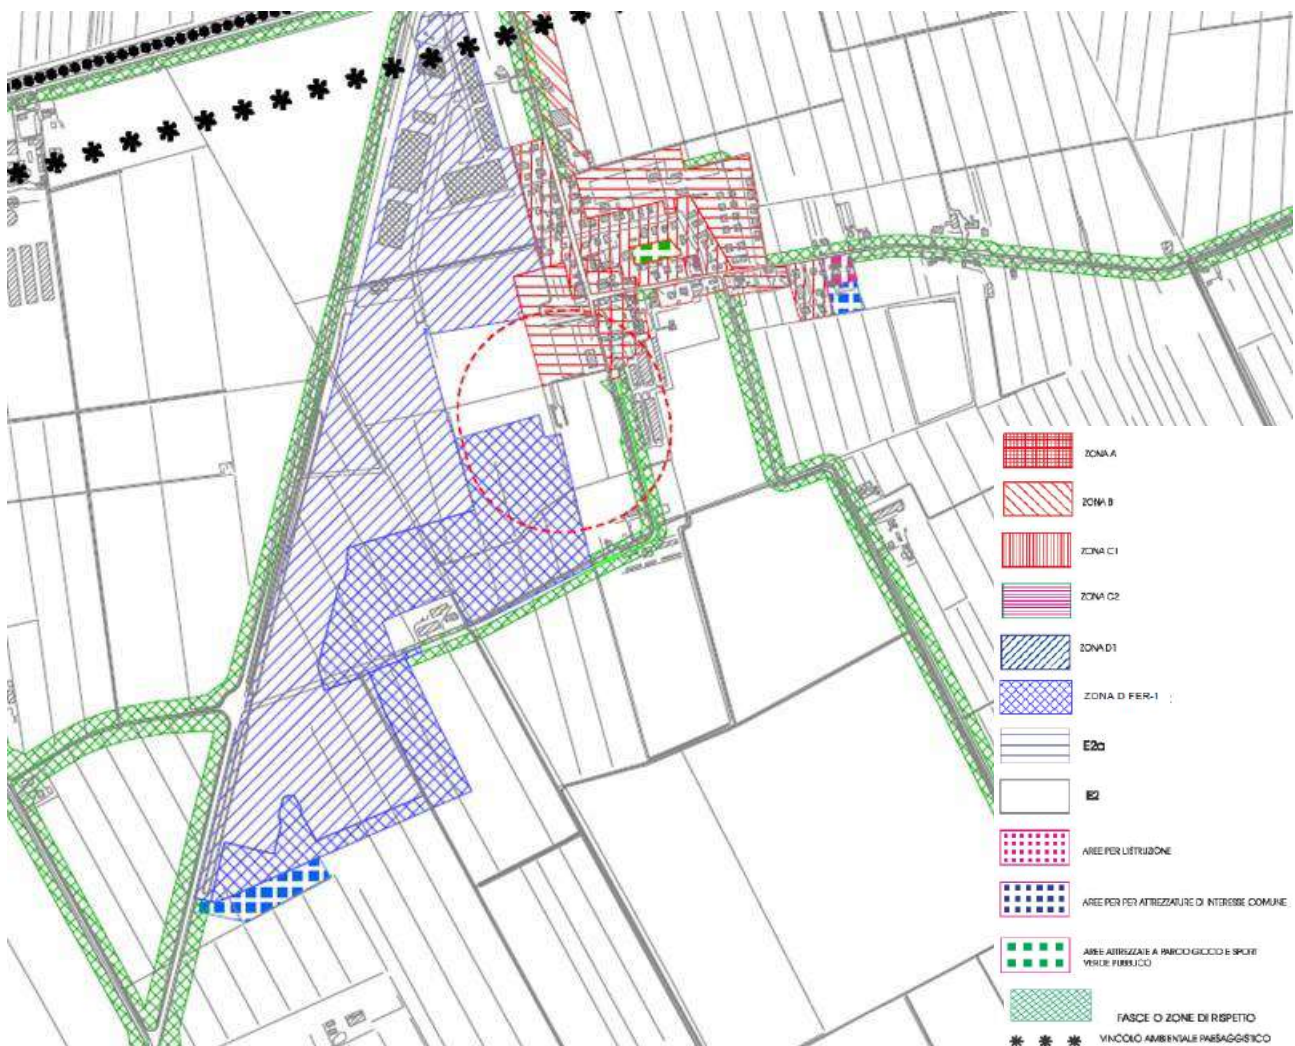 ZONA A
ZONA B
ZONA C1
ZONA C2
ZONA D1
ZONA D FER-1
E2a
E2
AREE PER L'ISTRUZIONE
AREE PER PER ATTREZZATURE DI INTERESSE COMUNE
AREE ATTREZZATE A PARCO GIOCO E SPORT
VERDE PUBBLICO
FASCE O ZONE DI RISPETTO
VINCOLO AMBIENTALE PAESAGGISTICO